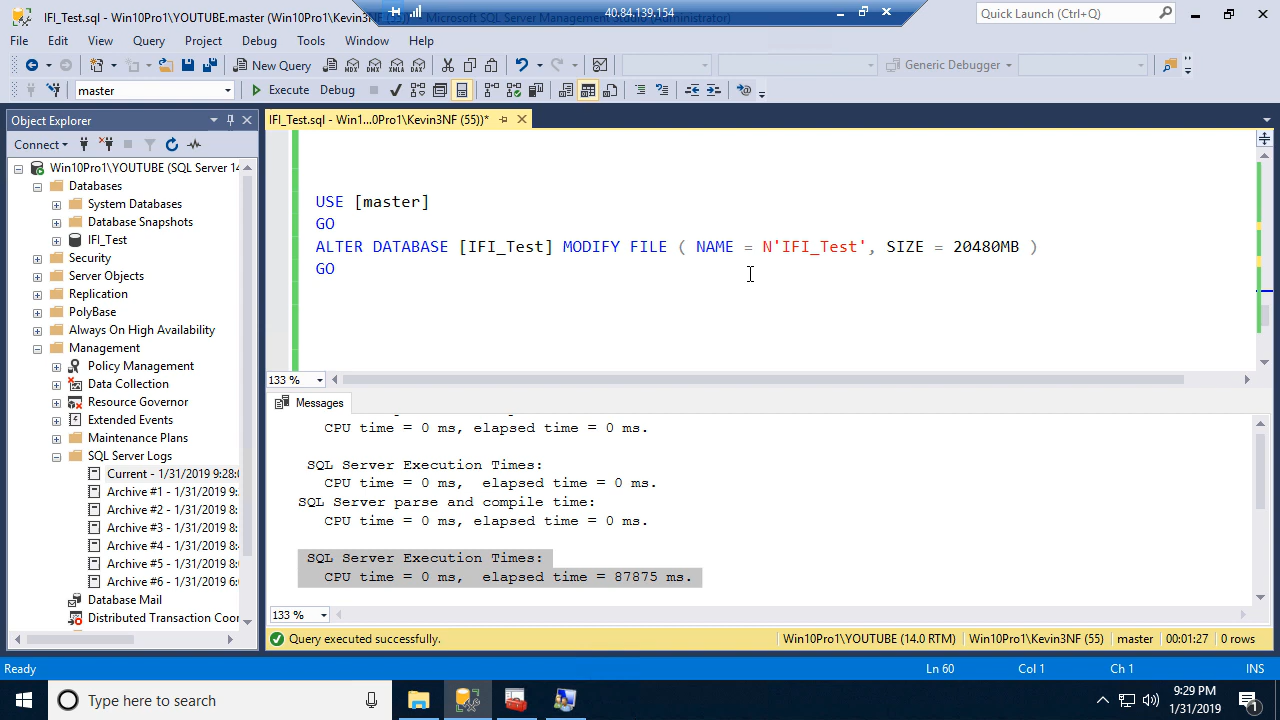 IFI_Test.sql - Win10Pro1\YOUTUBE.master (Win10Pro1\Kevin3NF (55))* - Microsoft SQL Server Management Studio (Administrator)
40.84.139.154
Quick Launch (Ctrl+Q)
File Edit View Query Project Debug Tools Window Help
New Query
MDX DMX XMLA DAX
Generic Debugger
master
Execute Debug
Object Explorer
IFI_Test.sql - Win1...0Pro1\Kevin3NF (55))*
Connect
Win10Pro1\YOUTUBE (SQL Server 14
Databases
System Databases
Database Snapshots
IFI_Test
Security
Server Objects
Replication
PolyBase
Always On High Availability
Management
Policy Management
Data Collection
Resource Governor
Extended Events
Maintenance Plans
SQL Server Logs
Current - 1/31/2019 9:28:0
Archive #1 - 1/31/2019 9:
Archive #2 - 1/31/2019 8:
Archive #3 - 1/31/2019 8:
Archive #4 - 1/31/2019 8:
Archive #5 - 1/31/2019 8:
Archive #6 - 1/31/2019 6:
Database Mail
Distributed Transaction Coor
USE [master]
GO
ALTER DATABASE [IFI_Test] MODIFY FILE ( NAME = N'IFI_Test', SIZE = 20480MB )
GO
133 %
Messages
CPU time = 0 ms, elapsed time = 0 ms.
SQL Server Execution Times:
CPU time = 0 ms, elapsed time = 0 ms.
SQL Server parse and compile time:
CPU time = 0 ms, elapsed time = 0 ms.
SQL Server Execution Times:
CPU time = 0 ms, elapsed time = 87875 ms.
133 %
Query executed successfully.
Win10Pro1\YOUTUBE (14.0 RTM) Win10Pro1\Kevin3NF (55) master 00:01:27 0 rows
Ready
Ln 60 Col 1 Ch 1 INS
Type here to search
9:29 PM
1/31/2019
1